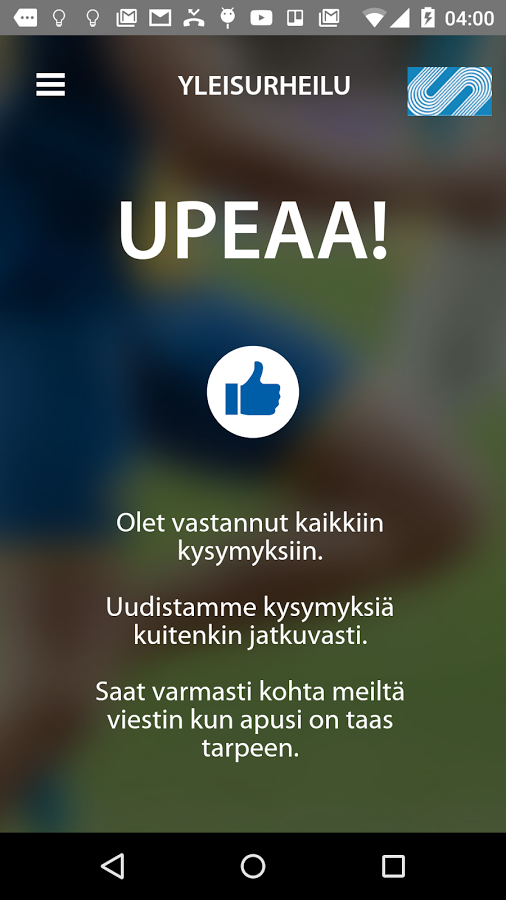 04:00
YLEISURHEILU
UPEAA!
Olet vastannut kaikkiin
kysymyksiin.
Uudistamme kysymyksiä
kuitenkin jatkuvasti.
Saat varmasti kohta meiltä
viestin kun apusi on taas
tarpeen.